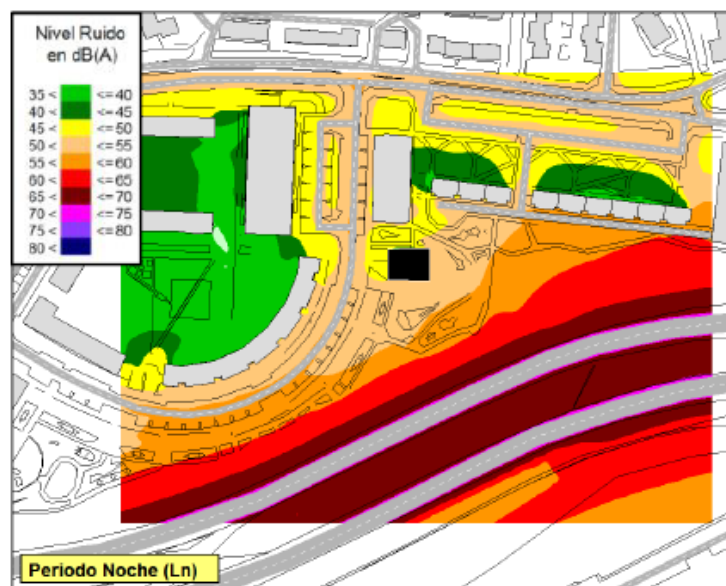 Nivel Ruido
en dB(A)
35 < <=40
40 < <=45
45 < <=50
50 < <=55
55 < <=60
60 < <=65
65 < <=70
70 < <=75
75 < <=80
80 <
Periodo Noche (Ln)